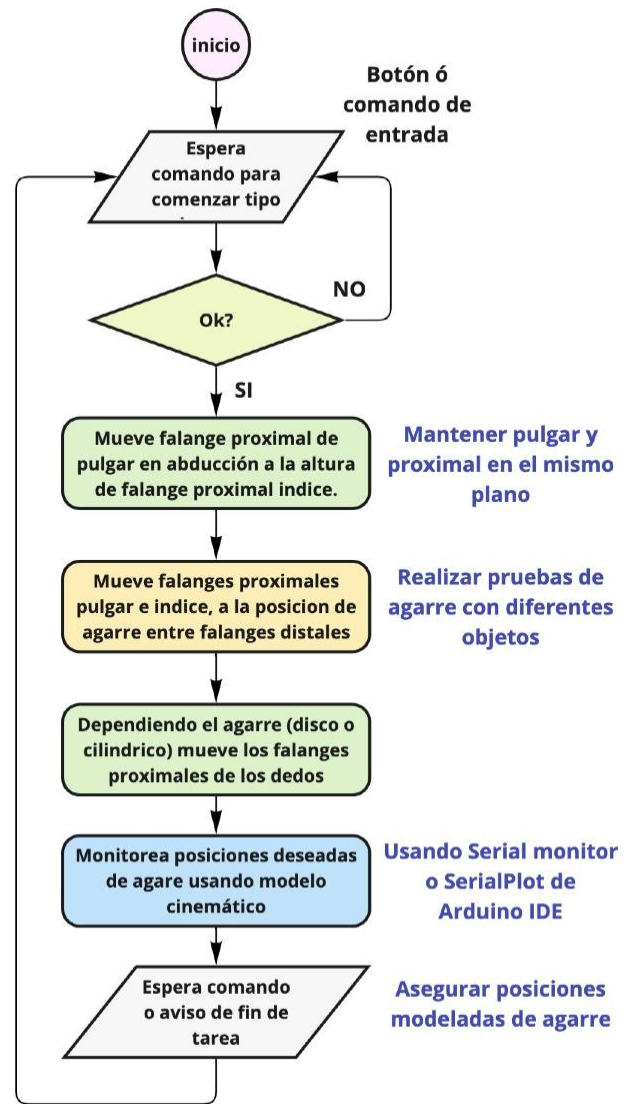 inicio
Botón ó
comando de
entrada
Espera
comando para
comenzar tipo
Ok?
NO
SI
Mueve falange proximal de
pulgar en abducción a la altura
de falange proximal indice.
Mantener pulgar y
proximal en el mismo
plano
Mueve falanges proximales
pulgar e indice, a la posicion de
agarre entre falanges distales
Realizar pruebas de
agarre con diferentes
objetos
Dependiendo el agarre (disco o
cilindrico) mueve los falanges
proximales de los dedos
Monitorea posiciones deseadas
de agare usando modelo
cinemático
Usando Serial monitor
o SerialPlot de
Arduino IDE
Espera comando
o aviso de fin de
tarea
Asegurar posiciones
modeladas de agarre